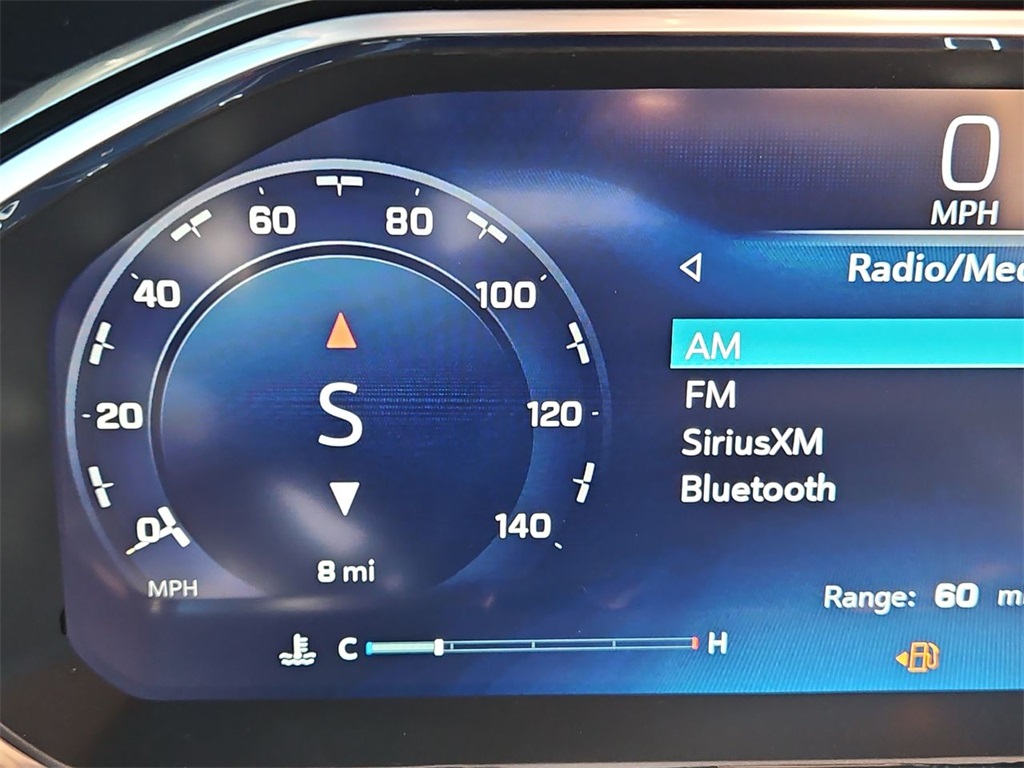 0
MPH
60 80
40 100
20 120
0 140
S
8 mi
MPH
Radio/Med
AM
FM
SiriusXM
Bluetooth
Range: 60 mi
C H